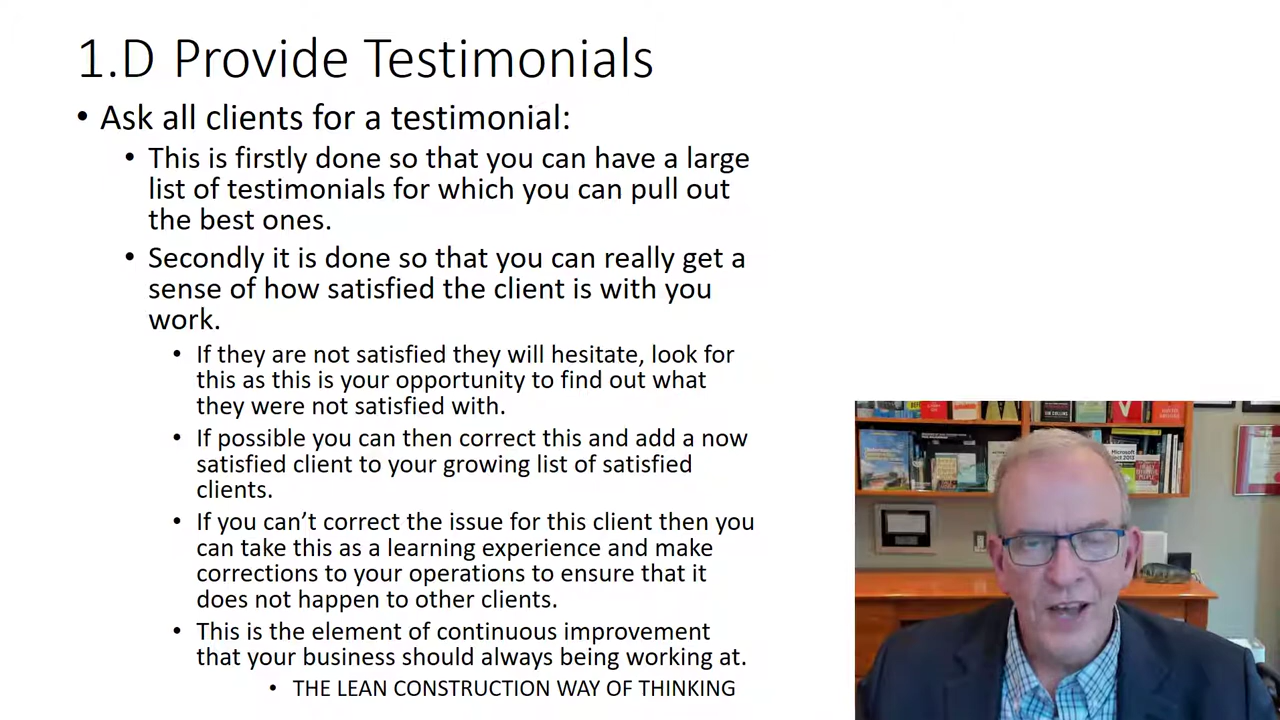 1.D Provide Testimonials
• Ask all clients for a testimonial:
• This is firstly done so that you can have a large
list of testimonials for which you can pull out
the best ones.
• Secondly it is done so that you can really get a
sense of how satisfied the client is with you
work.
• If they are not satisfied they will hesitate, look for
this as this is your opportunity to find out what
they were not satisfied with.
• If possible you can then correct this and add a now
satisfied client to your growing list of satisfied
clients.
• If you can’t correct the issue for this client then you
can take this as a learning experience and make
corrections to your operations to ensure that it
does not happen to other clients.
• This is the element of continuous improvement
that your business should always being working at.
• THE LEAN CONSTRUCTION WAY OF THINKING
JIM COLLINS
Microsoft
Project 2013